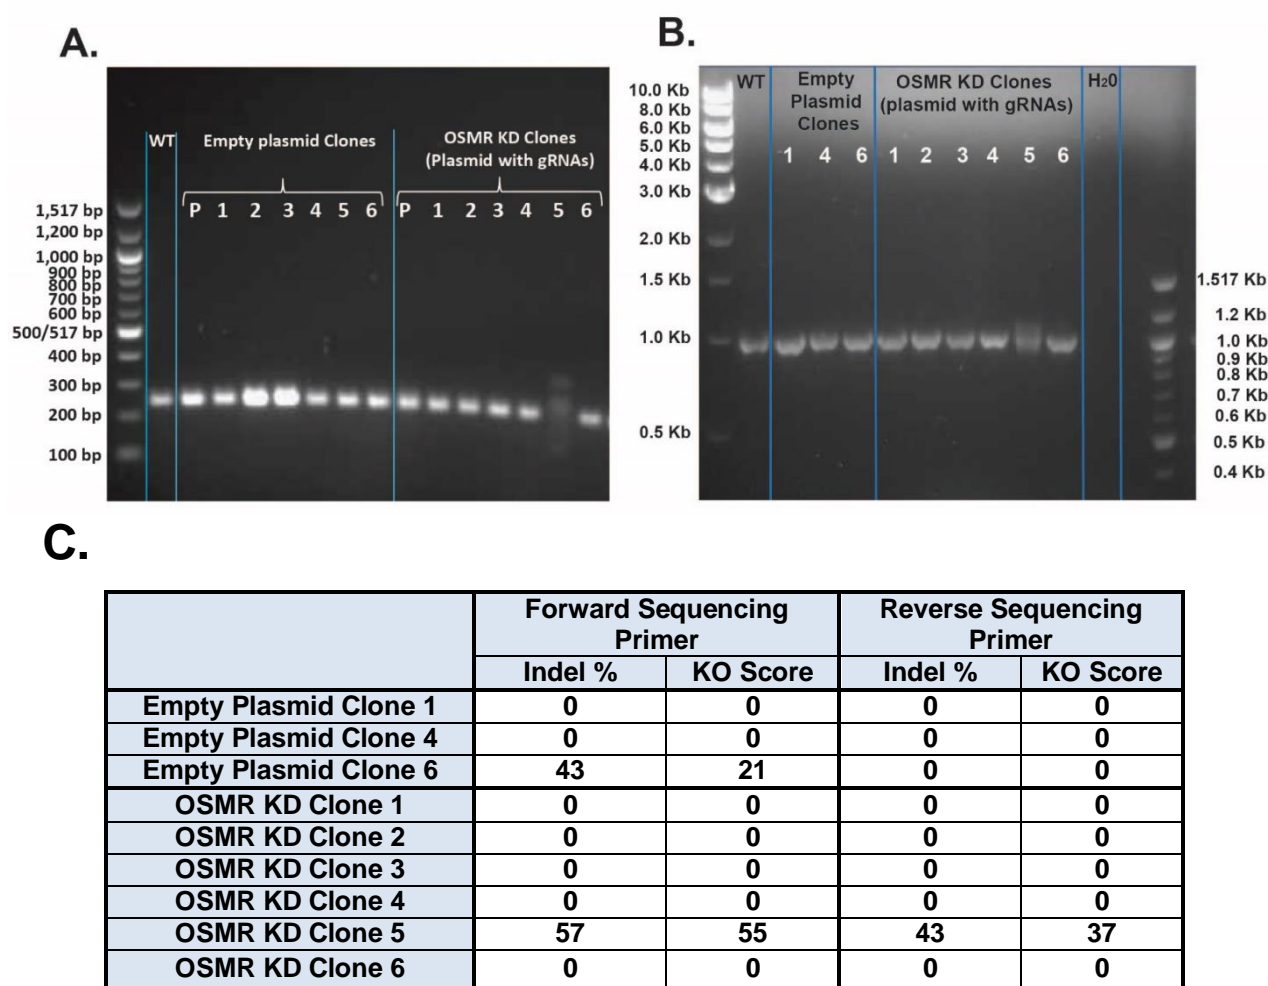 A.
WT
Empty plasmid Clones
OSMR KD Clones
(Plasmid with gRNAs)
P 1 2 3 4 5 6
P 1 2 3 4 5 6
1,517 bp
1,200 bp
1,000 bp
900 bp
800 bp
700 bp
600 bp
500/517 bp
400 bp
300 bp
200 bp
100 bp
B.
WT
Empty
Plasmid
Clones
OSMR KD Clones
(plasmid with gRNAs)
H20
1 4 6
1 2 3 4 5 6
10.0 Kb
8.0 Kb
6.0 Kb
5.0 Kb
4.0 Kb
3.0 Kb
2.0 Kb
1.5 Kb
1.0 Kb
0.5 Kb
1.517 Kb
1.2 Kb
1.0 Kb
0.9 Kb
0.8 Kb
0.7 Kb
0.6 Kb
0.5 Kb
0.4 Kb
C.
Forward Sequencing
Primer
Reverse Sequencing
Primer
Indel % KO Score Indel % KO Score
Empty Plasmid Clone 1 0 0 0 0
Empty Plasmid Clone 4 0 0 0 0
Empty Plasmid Clone 6 43 21 0 0
OSMR KD Clone 1 0 0 0 0
OSMR KD Clone 2 0 0 0 0
OSMR KD Clone 3 0 0 0 0
OSMR KD Clone 4 0 0 0 0
OSMR KD Clone 5 57 55 43 37
OSMR KD Clone 6 0 0 0 0